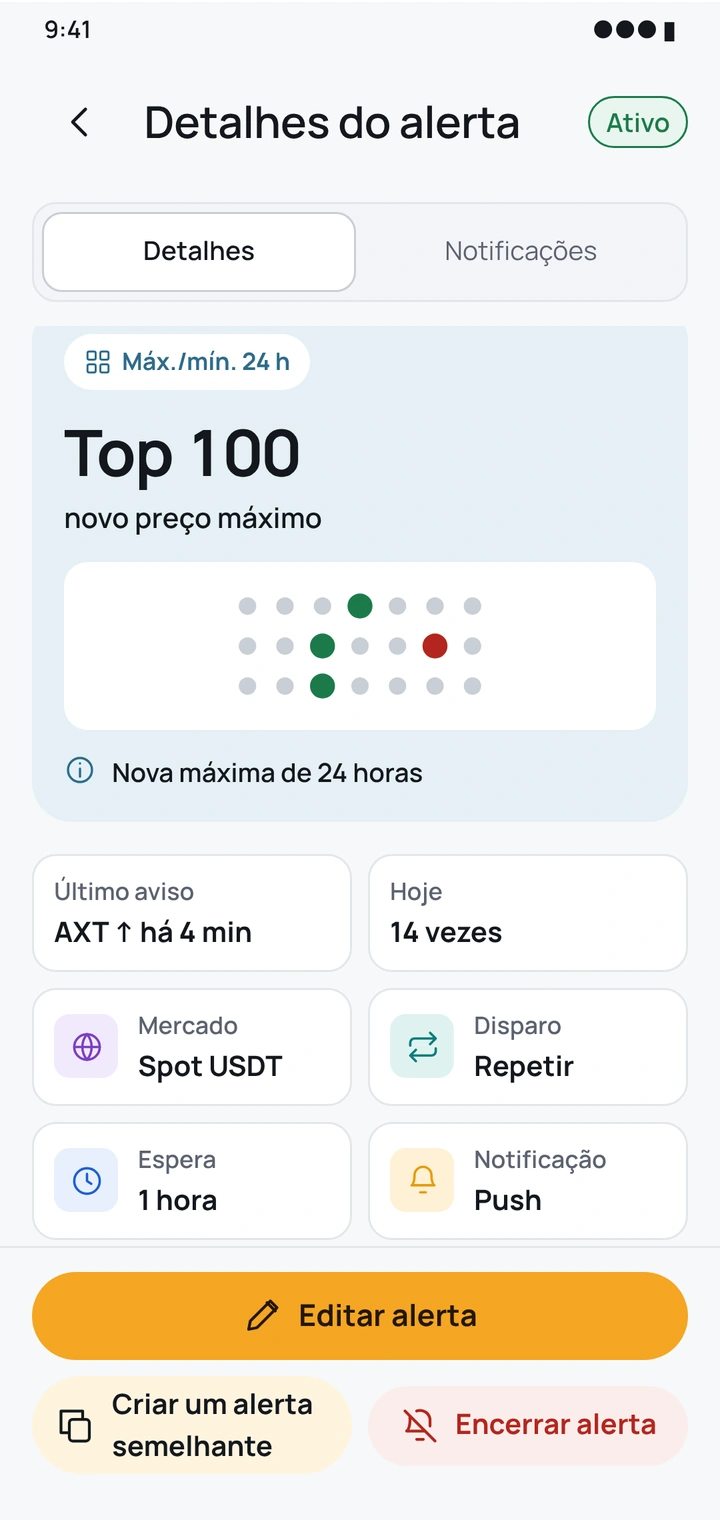 9:41
Detalhes do alerta
Ativo
Detalhes
Notificações
Máx./mín. 24 h
Top 100
novo preço máximo
Nova máxima de 24 horas
Último aviso
AXT ↑ há 4 min
Hoje
14 vezes
Mercado
Spot USDT
Disparo
Repetir
Espera
1 hora
Notificação
Push
Editar alerta
Criar um alerta
semelhante
Encerrar alerta